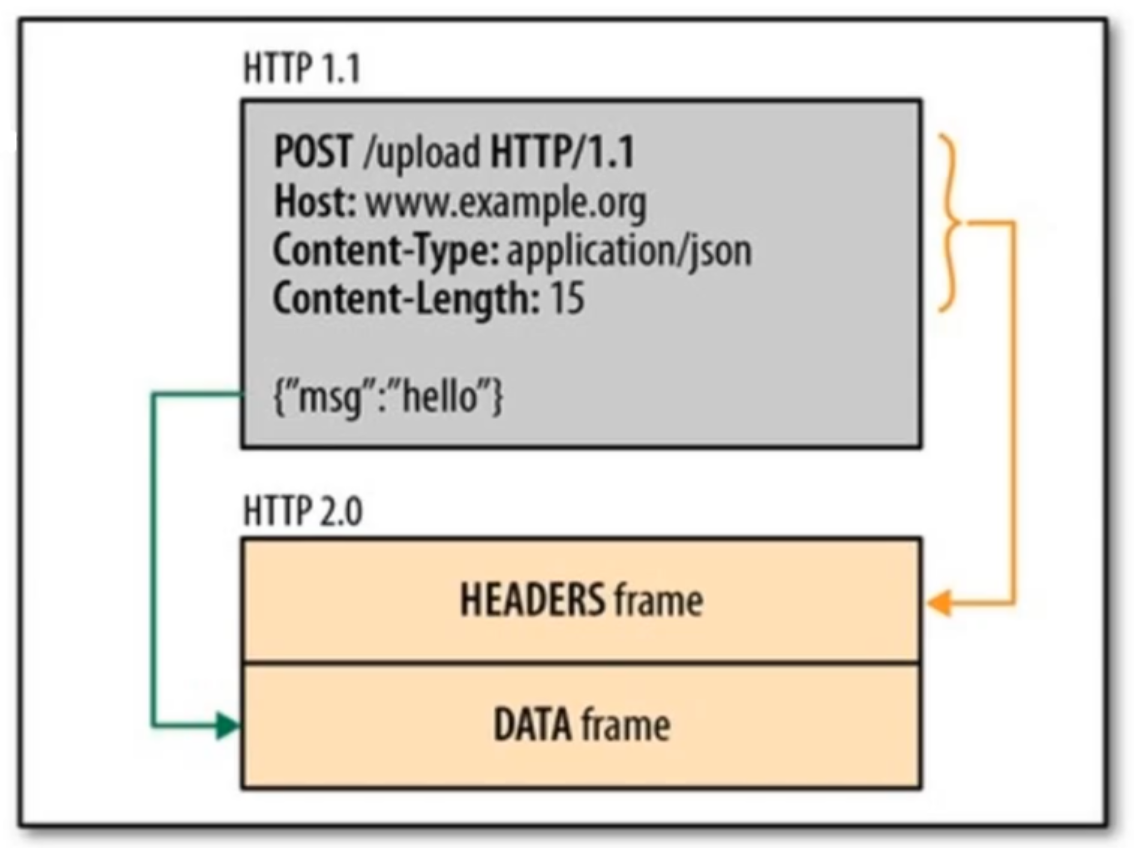 HTTP 1.1
POST /upload HTTP/1.1
Host: www.example.org
Content-Type: application/json
Content-Length: 15
{”msg”:”hello”}
HTTP 2.0
HEADERS frame
DATA frame